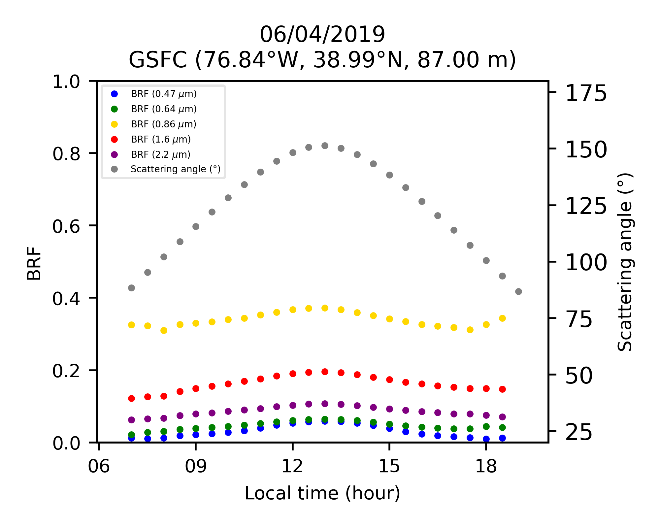 06/04/2019
GSFC (76.84°W, 38.99°N, 87.00 m)
BRF (0.47 μm)
BRF (0.64 μm)
BRF (0.86 μm)
BRF (1.6 μm)
BRF (2.2 μm)
Scattering angle (°)
1.0
0.8
0.6
0.4
0.2
0.0
BRF
175
150
125
100
75
50
25
Scattering angle (°)
06
09
12
15
18
Local time (hour)